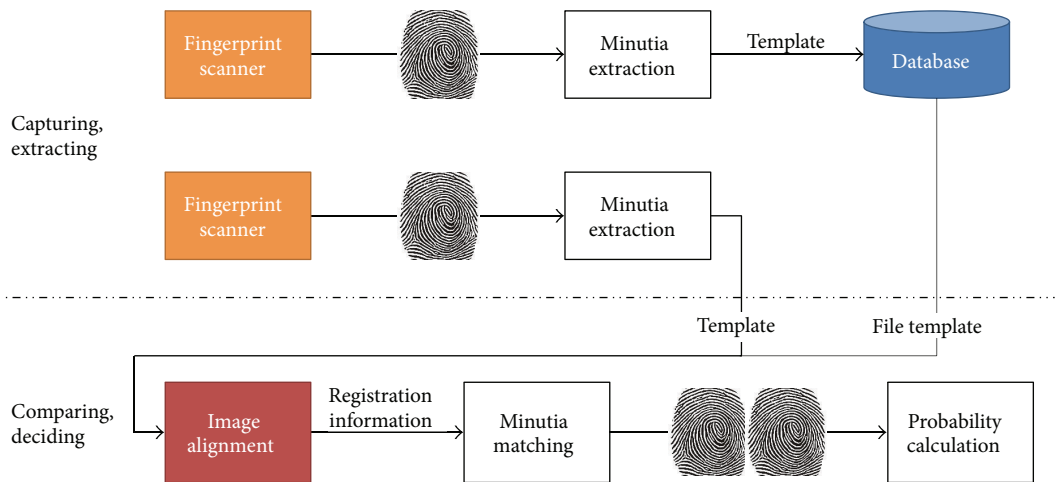 Fingerprint
scanner
Minutia
extraction
Template
Database
Capturing,
extracting
Fingerprint
scanner
Minutia
extraction
Template
File template
Comparing,
deciding
Image
alignment
Registration
information
Minutia
matching
Probability
calculation